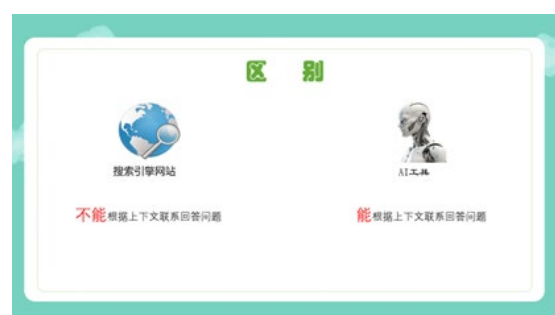 区 别
搜索引擎网站
AI工具
不能根据上下文联系回答问题
能根据上下文联系回答问题